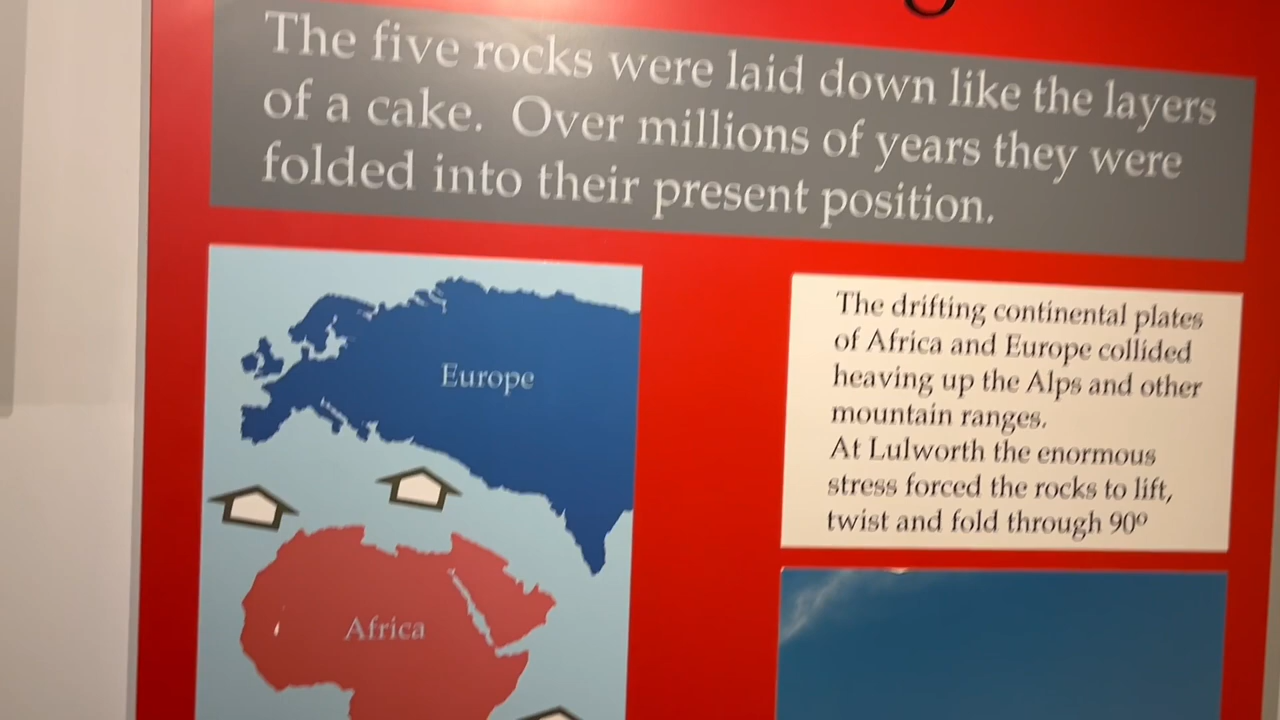 The five rocks were laid down like the layers
of a cake. Over millions of years they were
folded into their present position.
Europe
Africa
The drifting continental plates
of Africa and Europe collided
heaving up the Alps and other
mountain ranges.
At Lulworth the enormous
stress forced the rocks to lift,
twist and fold through 90º